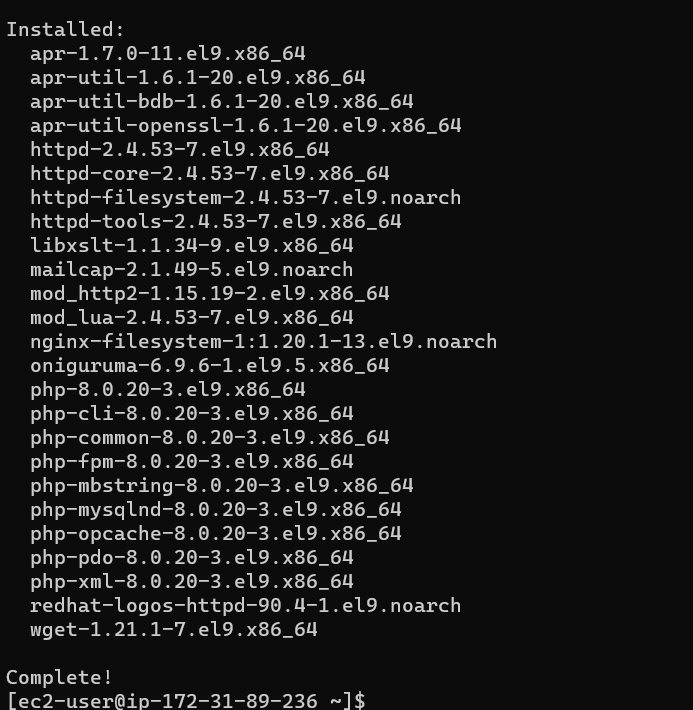 Installed:
  apr-1.7.0-11.el9.x86_64
  apr-util-1.6.1-20.el9.x86_64
  apr-util-bdb-1.6.1-20.el9.x86_64
  apr-util-openssl-1.6.1-20.el9.x86_64
  httpd-2.4.53-7.el9.x86_64
  httpd-core-2.4.53-7.el9.x86_64
  httpd-filesystem-2.4.53-7.el9.noarch
  httpd-tools-2.4.53-7.el9.x86_64
  libxslt-1.1.34-9.el9.x86_64
  mailcap-2.1.49-5.el9.noarch
  mod_http2-1.15.19-2.el9.x86_64
  mod_lua-2.4.53-7.el9.x86_64
  nginx-filesystem-1:1.20.1-13.el9.noarch
  oniguruma-6.9.6-1.el9.5.x86_64
  php-8.0.20-3.el9.x86_64
  php-cli-8.0.20-3.el9.x86_64
  php-common-8.0.20-3.el9.x86_64
  php-fpm-8.0.20-3.el9.x86_64
  php-mbstring-8.0.20-3.el9.x86_64
  php-mysqlnd-8.0.20-3.el9.x86_64
  php-opcache-8.0.20-3.el9.x86_64
  php-pdo-8.0.20-3.el9.x86_64
  php-xml-8.0.20-3.el9.x86_64
  redhat-logos-httpd-90.4-1.el9.noarch
  wget-1.21.1-7.el9.x86_64
Complete!
[ec2-user@ip-172-31-89-236 ~]$